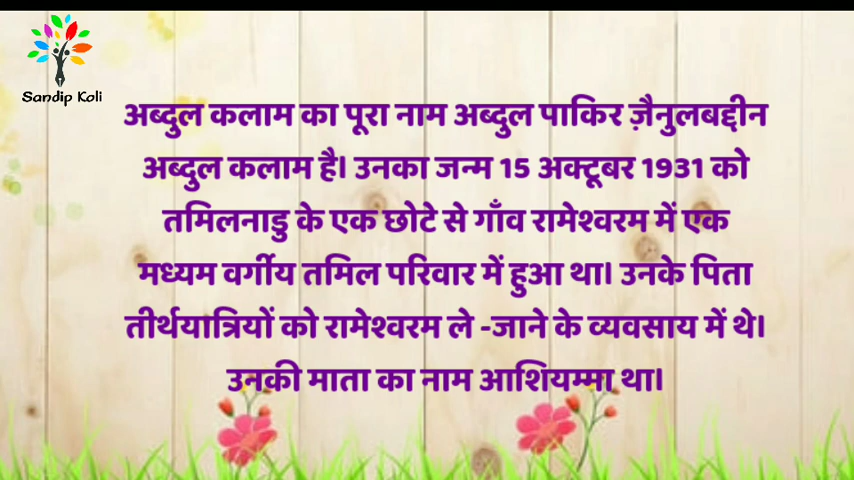 Sandip Koli
अब्दुल कलाम का पूरा नाम अब्दुल पाकिर ज़ैनुलबद्दीन
अब्दुल कलाम है। उनका जन्म 15 अक्टूबर 1931 को
तमिलनाडु के एक छोटे से गाँव रामेश्वरम में एक
मध्यम वर्गीय तमिल परिवार में हुआ था। उनके पिता
तीर्थयात्रियों को रामेश्वरम ले -जाने के व्यवसाय में थे।
उनकी माता का नाम आशियम्मा था।